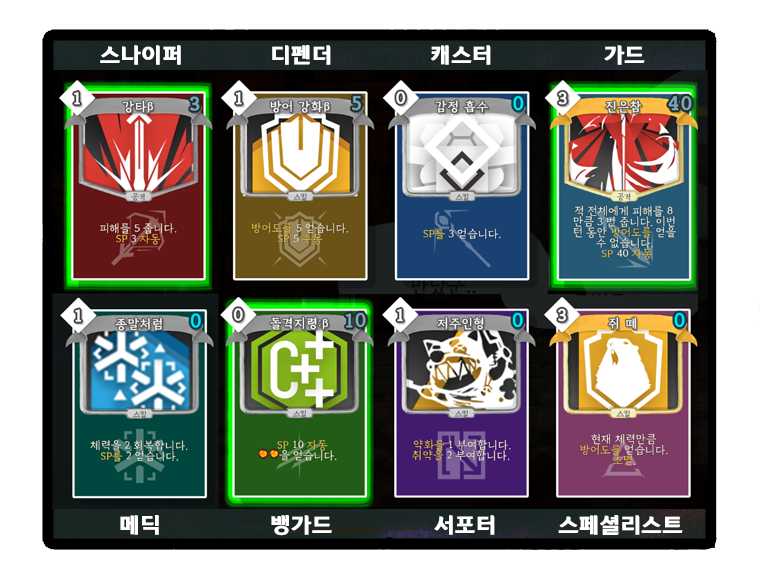 스나이퍼 디펜더 캐스터 가드
1 강타β 3
공격
피해를 5 줍니다.
SP 3 자동
1 방어 강화β 5
스킬
방어도를 5 얻습니다.
SP 5 수동
0 감정 흡수 0
스킬
SP를 3 얻습니다.
3 진은참 40
공격
적 전체에게 피해를 8
만큼 3 번 줍니다. 이번
턴 동안 방어도를 얻을
수 없습니다.
SP 40 자동
만났군..
1 종말처럼 0
스킬
체력을 2 회복합니다.
SP를 2 얻습니다.
0 돌격지령:β 10
C++
스킬
SP 10 자동
을 얻습니다.
1 저주인형 0
스킬
약화를 1 부여합니다.
취약을 2 부여합니다.
3 쥐 떼 0
스킬
현재 체력만큼
방어도를 얻습니다.
소멸.
메딕 뱅가드 서포터 스페셜리스트